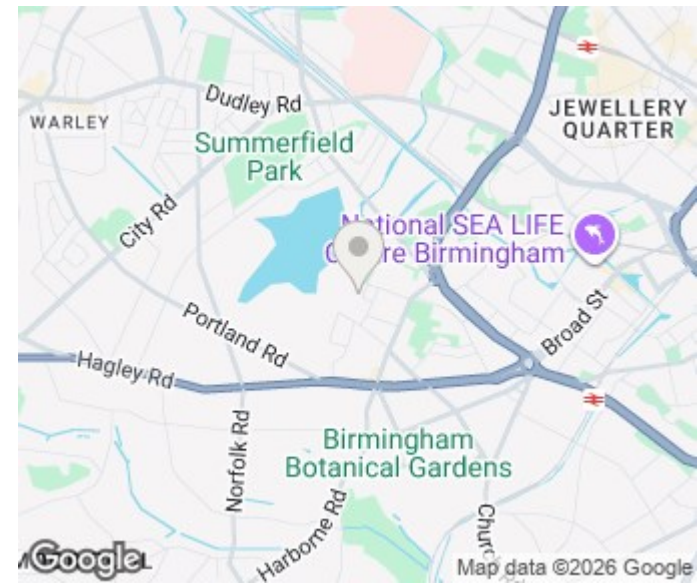 Dudley Rd
JEWELLERY
QUARTER
WARLEY
Summerfield
Park
City Rd
National SEA LIFE
Centre Birmingham
Portland Rd
Broad St
Hagley Rd
Norfolk Rd
Birmingham
Botanical Gardens
Harborne Rd
Google
Map data ©2026 Google